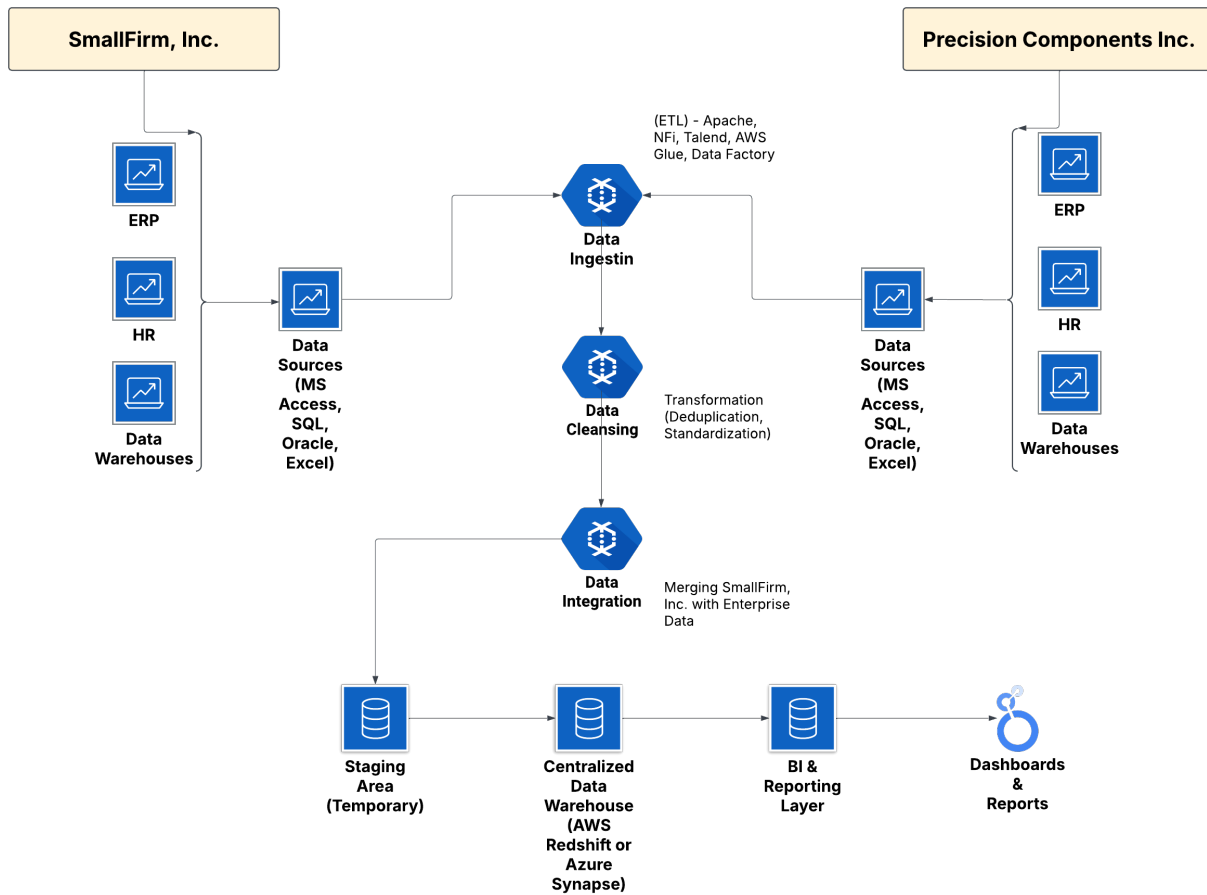 SmallFirm, Inc.
Precision Components Inc.
(ETL) - Apache,
NFi, Talend, AWS
Glue, Data Factory
ERP
HR
Data
Warehouses
Data
Sources
(MS
Access,
SQL,
Oracle,
Excel)
Data
Ingestin
Data
Cleansing
Transformation
(Deduplication,
Standardization)
Data
Integration
Merging SmallFirm,
Inc. with Enterprise
Data
Data
Sources
(MS
Access,
SQL,
Oracle,
Excel)
ERP
HR
Data
Warehouses
Staging
Area
(Temporary)
Centralized
Data
Warehouse
(AWS
Redshift or
Azure
Synapse)
BI &
Reporting
Layer
Dashboards
&
Reports